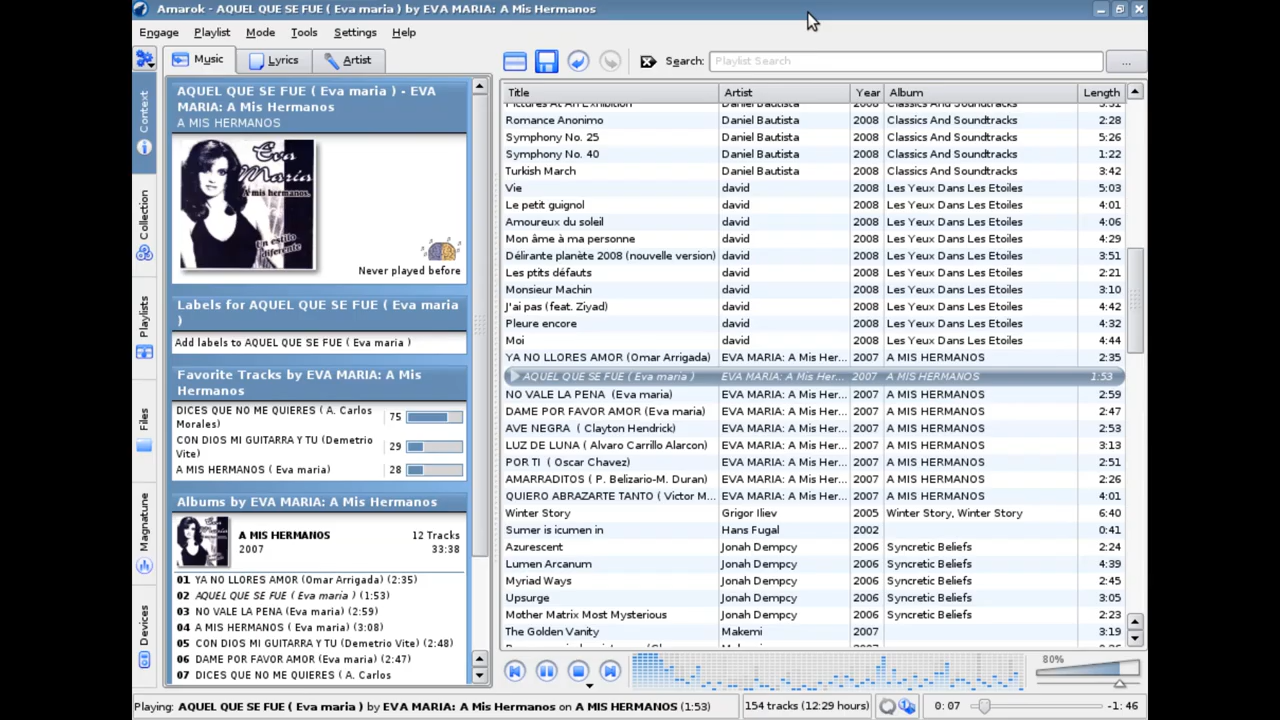 Amarok - AQUEL QUE SE FUE ( Eva maria ) by EVA MARIA: A Mis Hermanos
Engage Playlist Mode Tools Settings Help
Music Lyrics Artist
Search: Playlist Search ...
Context
Collection
Playlists
Files
Magnatune
Devices
AQUEL QUE SE FUE ( Eva maria ) - EVA
MARIA: A Mis Hermanos
A MIS HERMANOS
Eva
Maria
A mis hermanos.
Un estilo
diferente
Never played before
Labels for AQUEL QUE SE FUE ( Eva maria
)
Add labels to AQUEL QUE SE FUE ( Eva maria )
Favorite Tracks by EVA MARIA: A Mis
Hermanos
DICES QUE NO ME QUIERES ( A. Carlos
Morales) 75
CON DIOS MI GUITARRA Y TU (Demetrio
Vite) 29
A MIS HERMANOS ( Eva maria) 28
Albums by EVA MARIA: A Mis Hermanos
A MIS HERMANOS 12 Tracks
2007 33:38
01 YA NO LLORES AMOR (Omar Arrigada) (2:35)
02 AQUEL QUE SE FUE ( Eva maria ) (1:53)
03 NO VALE LA PENA (Eva maria) (2:59)
04 A MIS HERMANOS ( Eva maria) (3:08)
05 CON DIOS MI GUITARRA Y TU (Demetrio Vite) (2:48)
06 DAME POR FAVOR AMOR (Eva maria) (2:47)
07 DICES QUE NO ME QUIERES ( A. Carlos
Title Artist Year Album Length
Pictures At An Exhibition Daniel Bautista 2008 Classics And Soundtracks
Romance Anonimo Daniel Bautista 2008 Classics And Soundtracks 2:28
Symphony No. 25 Daniel Bautista 2008 Classics And Soundtracks 5:26
Symphony No. 40 Daniel Bautista 2008 Classics And Soundtracks 1:22
Turkish March Daniel Bautista 2008 Classics And Soundtracks 3:42
Vie david 2008 Les Yeux Dans Les Etoiles 5:03
Le petit guignol david 2008 Les Yeux Dans Les Etoiles 4:01
Amoureux du soleil david 2008 Les Yeux Dans Les Etoiles 4:06
Mon âme à ma personne david 2008 Les Yeux Dans Les Etoiles 4:29
Délirante planète 2008 (nouvelle version) david 2008 Les Yeux Dans Les Etoiles 3:51
Les ptits défauts david 2008 Les Yeux Dans Les Etoiles 2:21
Monsieur Machin david 2008 Les Yeux Dans Les Etoiles 3:10
J'ai pas (feat. Ziyad) david 2008 Les Yeux Dans Les Etoiles 4:42
Pleure encore david 2008 Les Yeux Dans Les Etoiles 4:32
Moi david 2008 Les Yeux Dans Les Etoiles 4:44
YA NO LLORES AMOR (Omar Arrigada) EVA MARIA: A Mis Her... 2007 A MIS HERMANOS 2:35
AQUEL QUE SE FUE ( Eva maria ) EVA MARIA: A Mis Her... 2007 A MIS HERMANOS 1:53
NO VALE LA PENA (Eva maria) EVA MARIA: A Mis Her... 2007 A MIS HERMANOS 2:59
DAME POR FAVOR AMOR (Eva maria) EVA MARIA: A Mis Her... 2007 A MIS HERMANOS 2:47
AVE NEGRA ( Clayton Hendrick) EVA MARIA: A Mis Her... 2007 A MIS HERMANOS 2:53
LUZ DE LUNA ( Alvaro Carrillo Alarcon) EVA MARIA: A Mis Her... 2007 A MIS HERMANOS 3:13
POR TI ( Oscar Chavez) EVA MARIA: A Mis Her... 2007 A MIS HERMANOS 2:51
AMARRADITOS ( P. Belizario-M. Duran) EVA MARIA: A Mis Her... 2007 A MIS HERMANOS 2:26
QUIERO ABRAZARTE TANTO ( Victor M... EVA MARIA: A Mis Her... 2007 A MIS HERMANOS 4:01
Winter Story Grigor Iliev 2005 Winter Story, Winter Story 6:40
Sumer is icumen in Hans Fugal 2002 0:41
Azurescent Jonah Dempcy 2006 Syncretic Beliefs 2:24
Lumen Arcanum Jonah Dempcy 2006 Syncretic Beliefs 4:39
Myriad Ways Jonah Dempcy 2006 Syncretic Beliefs 2:45
Upsurge Jonah Dempcy 2006 Syncretic Beliefs 3:05
Mother Matrix Most Mysterious Jonah Dempcy 2006 Syncretic Beliefs 2:23
The Golden Vanity Makemi 2007 3:19
80%
Playing: AQUEL QUE SE FUE ( Eva maria ) by EVA MARIA: A Mis Hermanos on A MIS HERMANOS (1:53) 154 tracks (12:29 hours) 0:07 -1:46